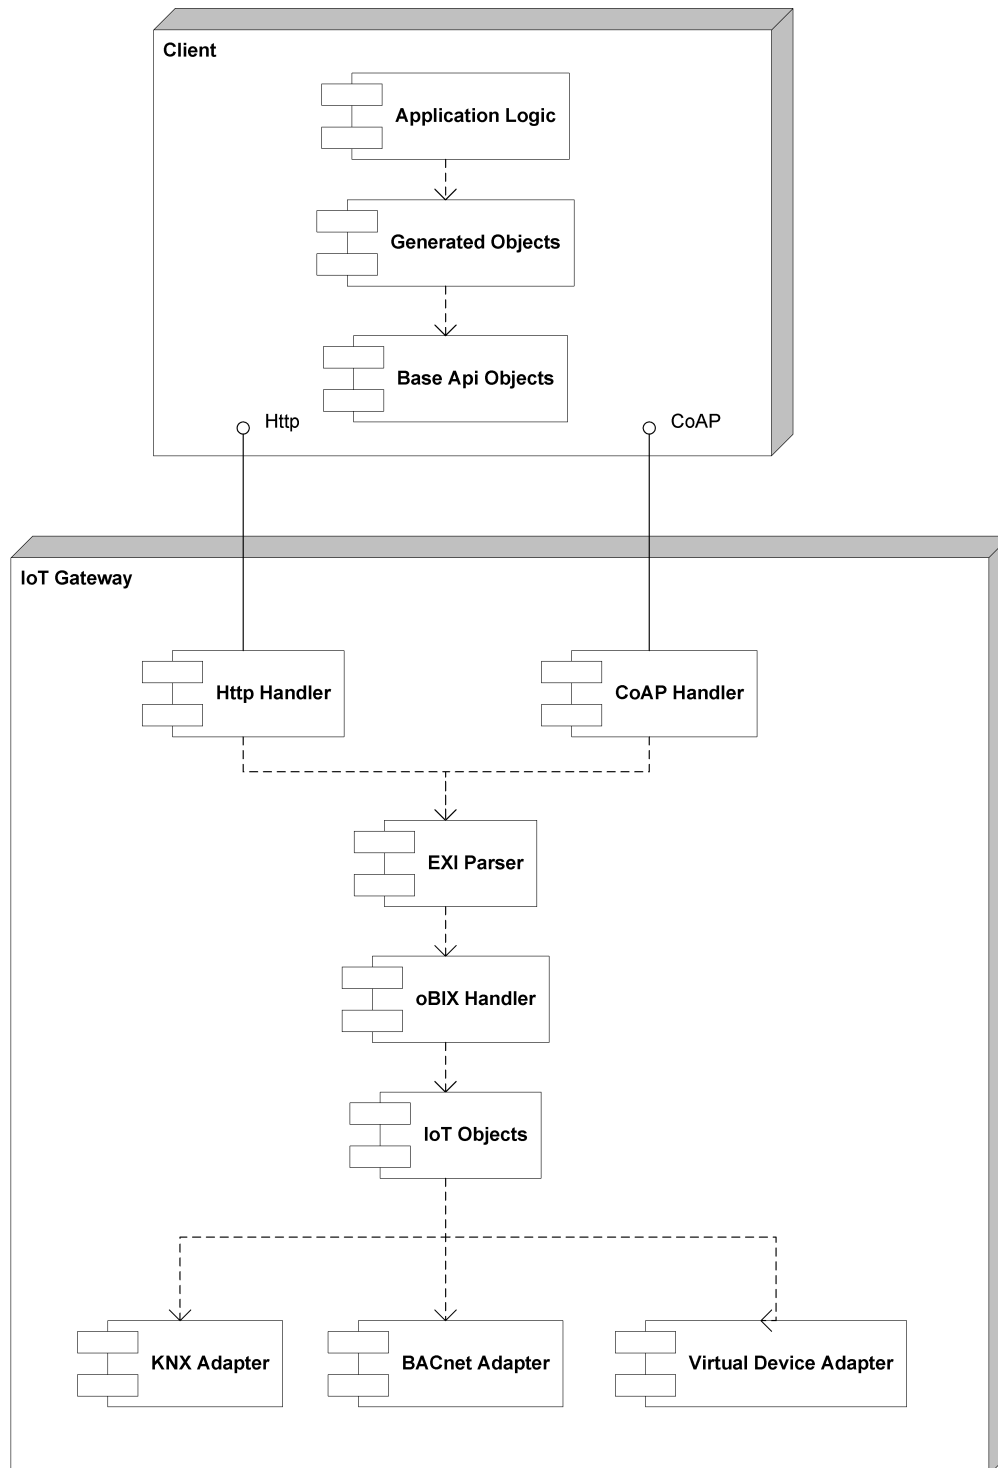 Client
Application Logic
Generated Objects
Base Api Objects
Http
CoAP
IoT Gateway
Http Handler
CoAP Handler
EXI Parser
oBIX Handler
IoT Objects
KNX Adapter
BACnet Adapter
Virtual Device Adapter